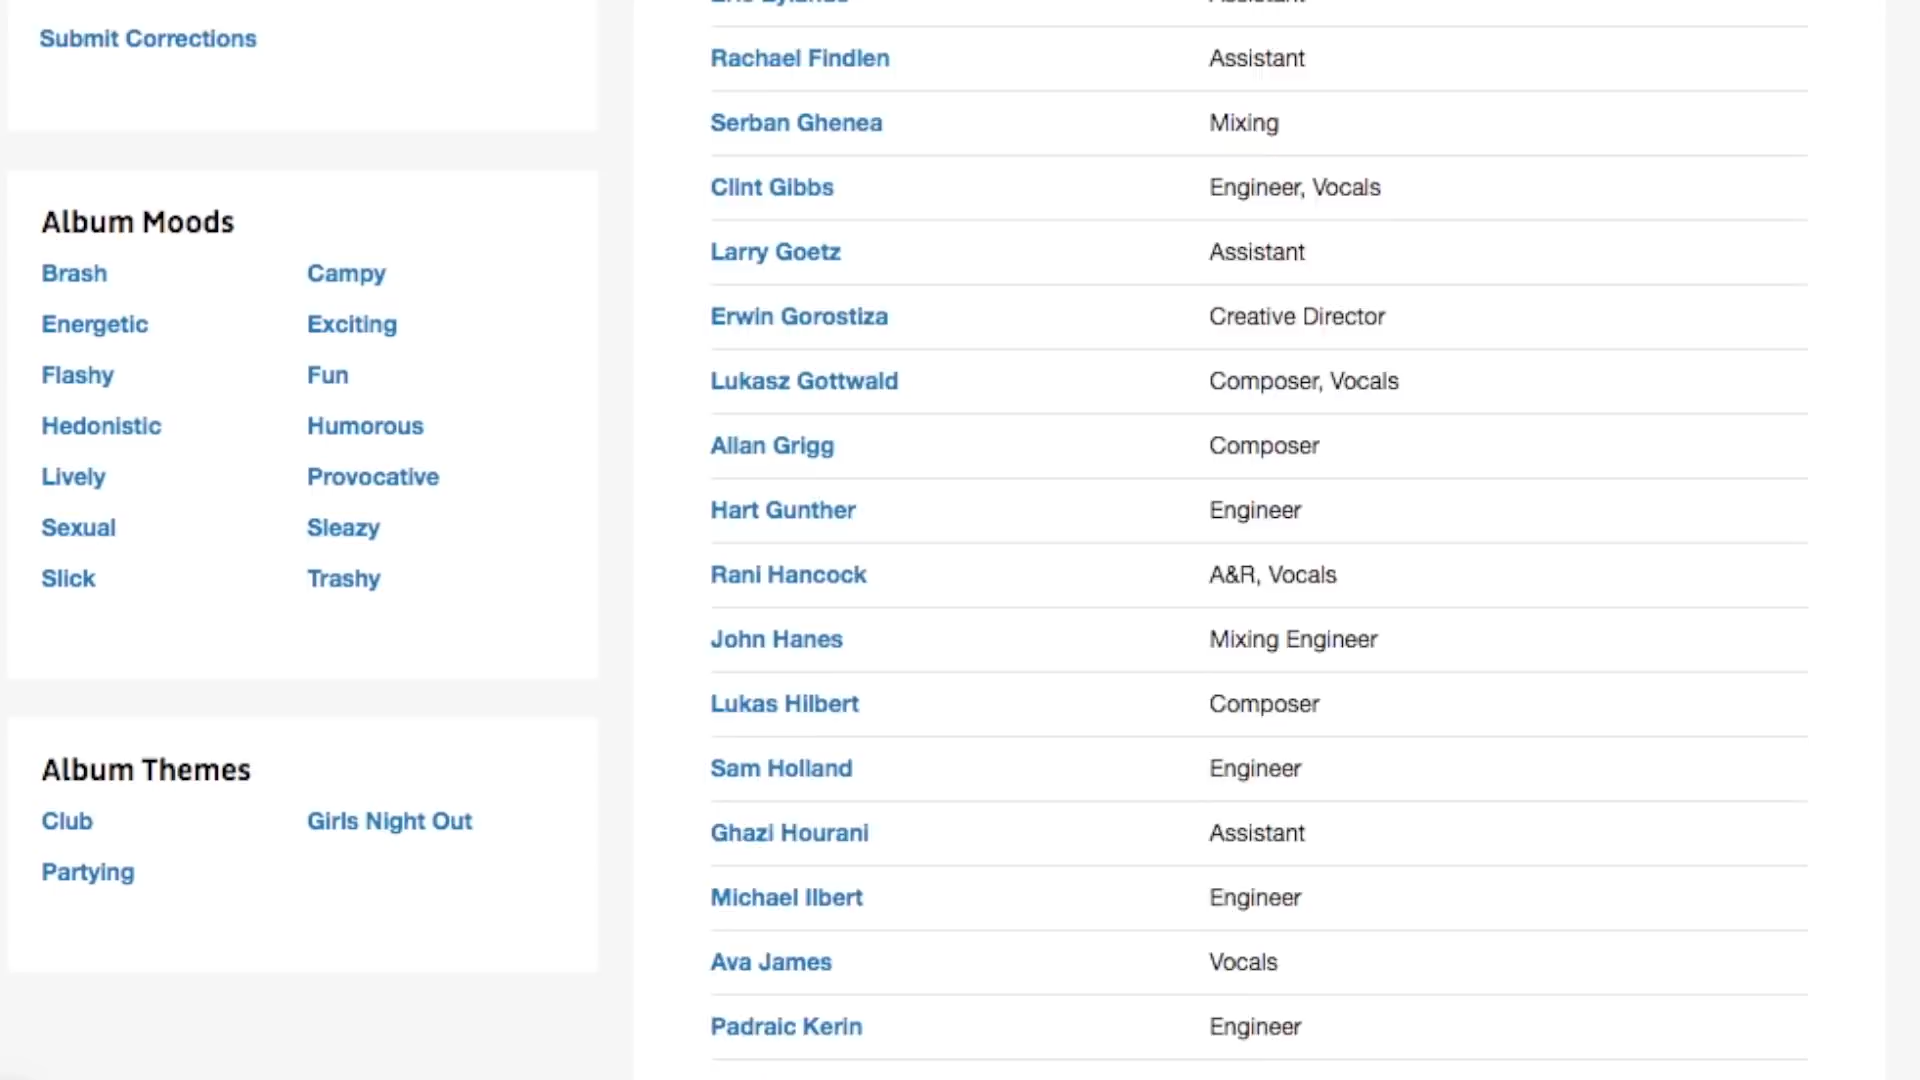 Submit Corrections
Album Moods
Brash Campy
Energetic Exciting
Flashy Fun
Hedonistic Humorous
Lively Provocative
Sexual Sleazy
Slick Trashy
Album Themes
Club Girls Night Out
Partying
Rachael Findlen Assistant
Serban Ghenea Mixing
Clint Gibbs Engineer, Vocals
Larry Goetz Assistant
Erwin Gorostiza Creative Director
Lukasz Gottwald Composer, Vocals
Allan Grigg Composer
Hart Gunther Engineer
Rani Hancock A&R, Vocals
John Hanes Mixing Engineer
Lukas Hilbert Composer
Sam Holland Engineer
Ghazi Hourani Assistant
Michael Ilbert Engineer
Ava James Vocals
Padraic Kerin Engineer